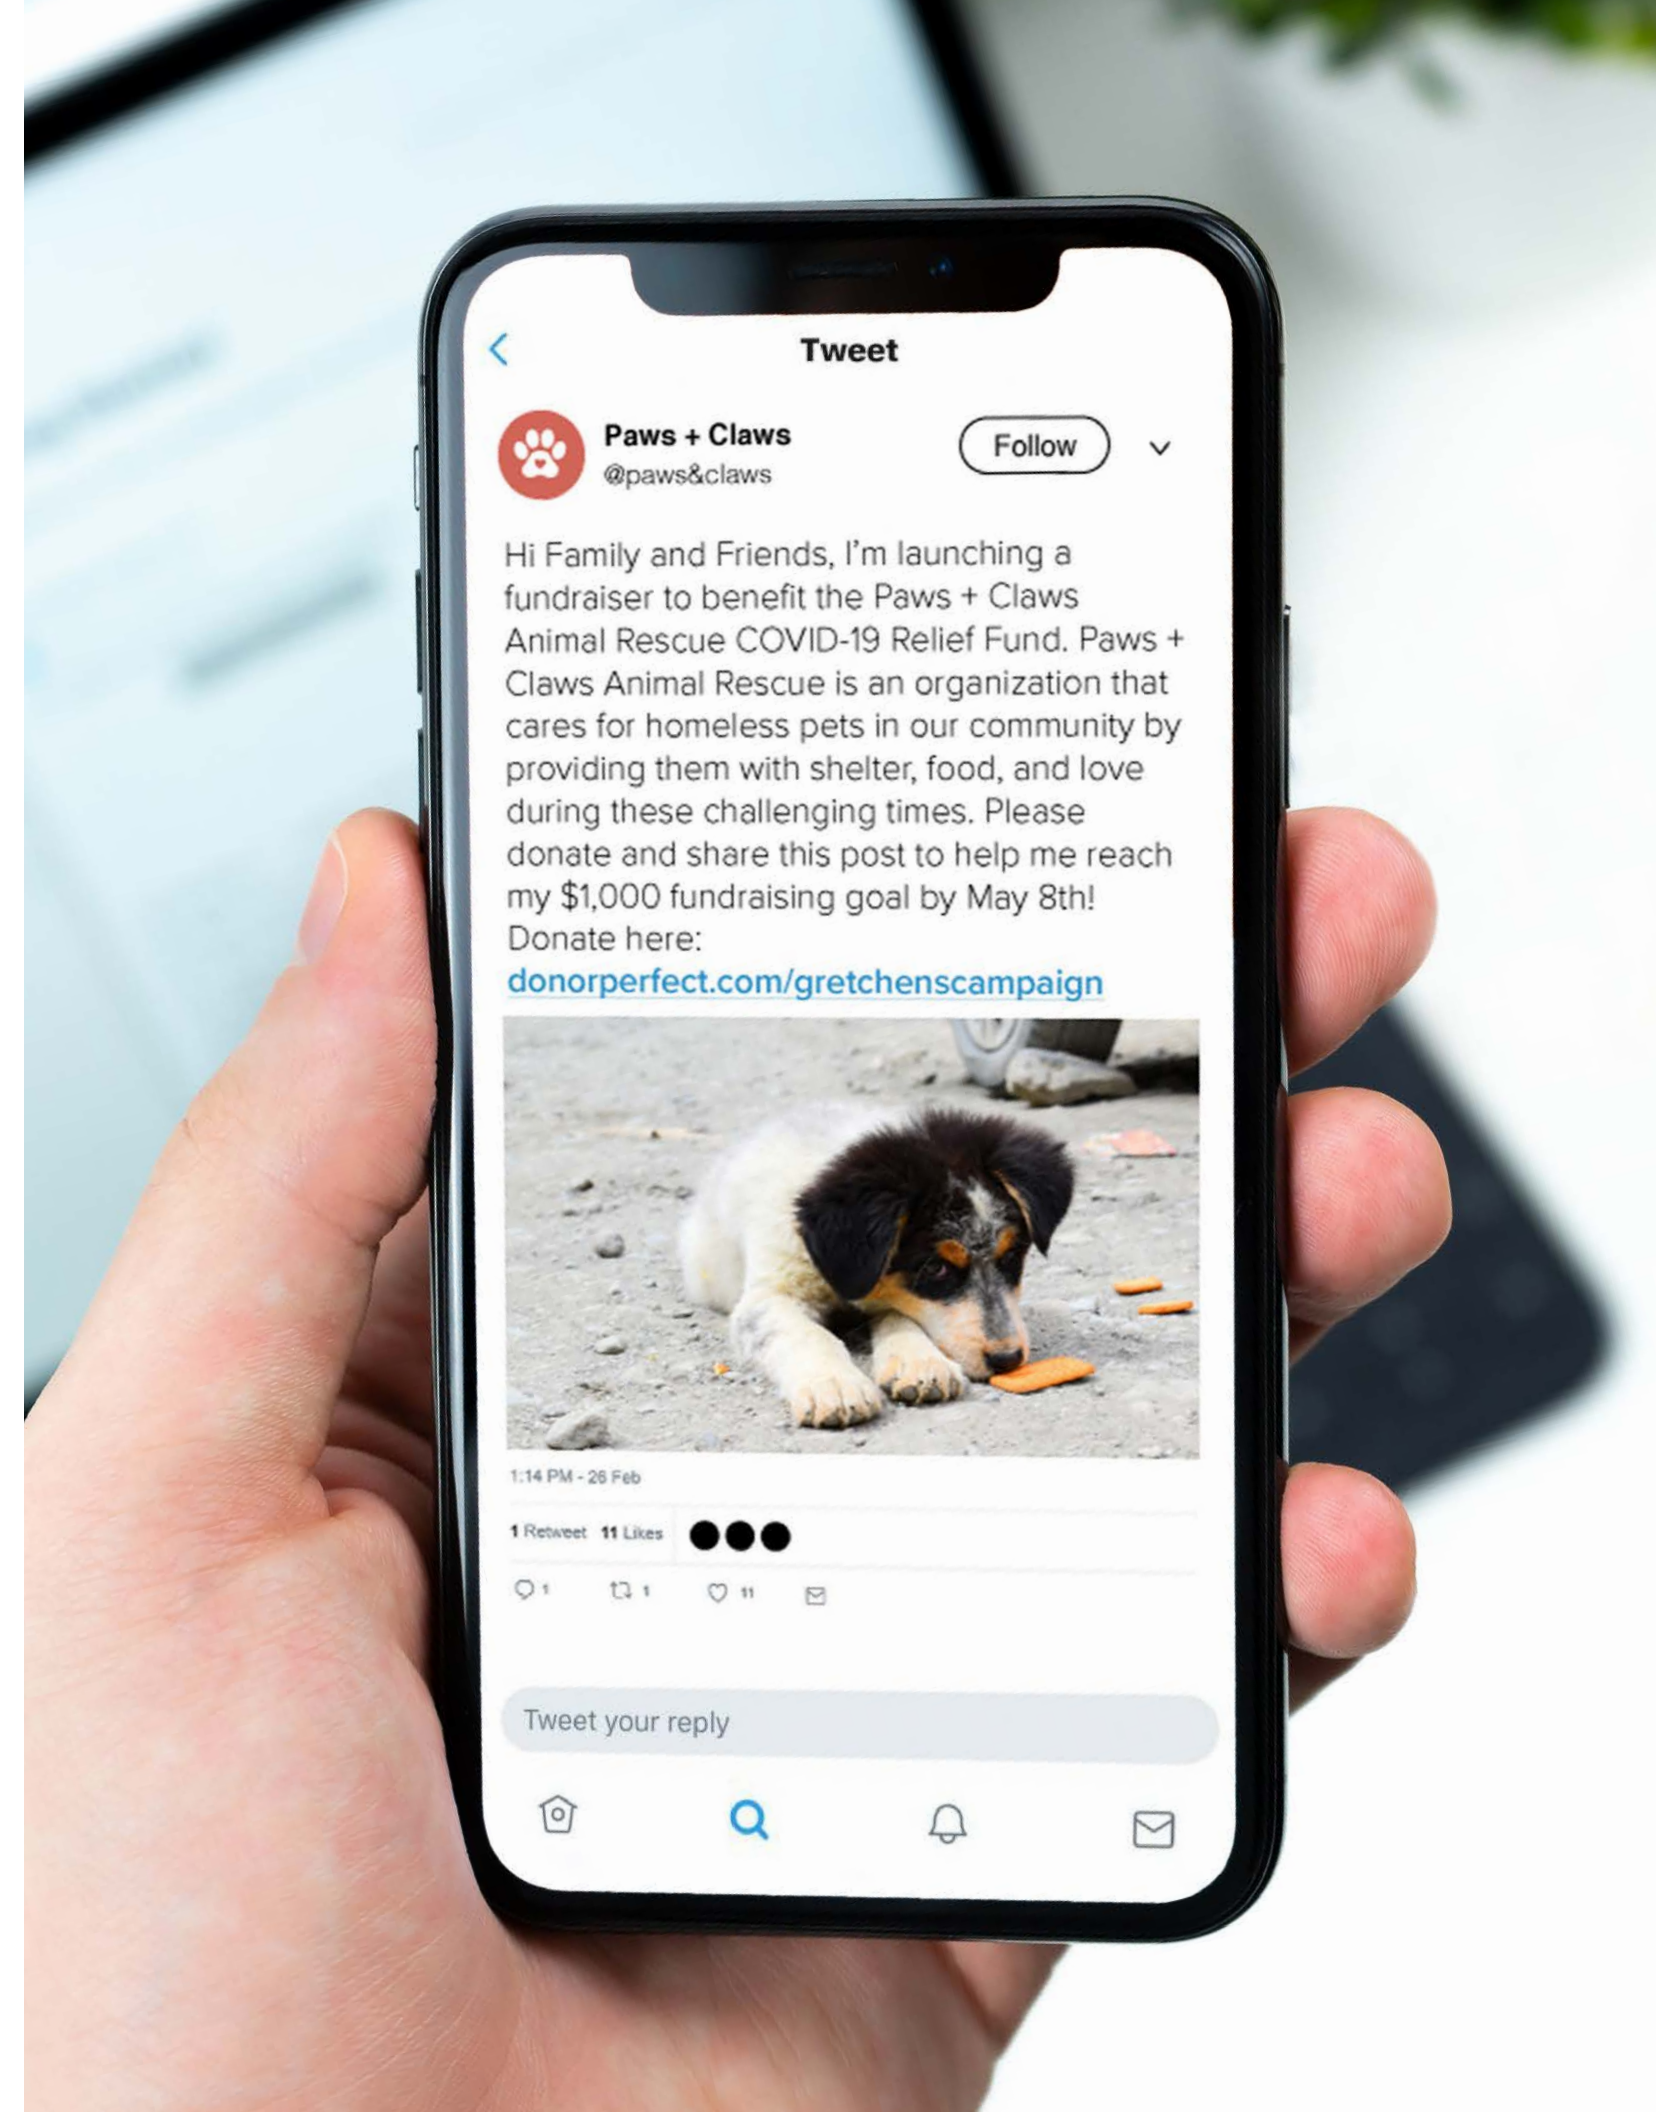 Tweet
Paws + Claws
@paws&claws
Follow
Hi Family and Friends, I'm launching a
fundraiser to benefit the Paws + Claws
Animal Rescue COVID-19 Relief Fund. Paws +
Claws Animal Rescue is an organization that
cares for homeless pets in our community by
providing them with shelter, food, and love
during these challenging times. Please
donate and share this post to help me reach
my $1,000 fundraising goal by May 8th!
Donate here:
donorperfect.com/gretchenscampaign
1:14 PM - 26 Feb
1 Retweet 11 Likes
1 1 11
Tweet your reply